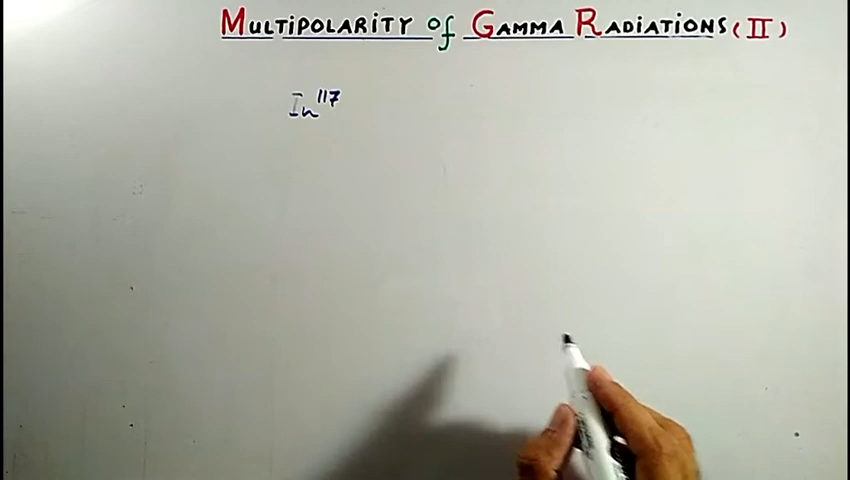 MULTIPOLARITY of GAMMA RADIATIONS (II)
In¹¹⁷